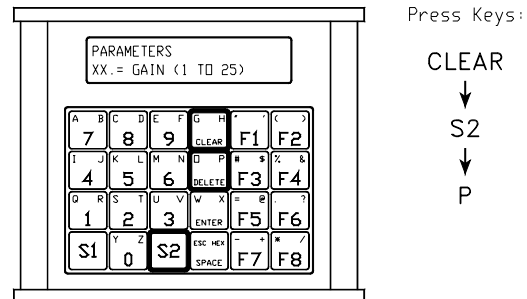 Press Keys:
PARAMETERS
XX.= GAIN (1 TO 25)
CLEAR
S2
P
A B C D E F G H " ' ( )
7 8 9 CLEAR F1 F2
I J K L M N O P # $ % &
4 5 6 DELETE F3 F4
Q R S T U V W X = @ . ?
1 2 3 ENTER F5 F6
Y Z ESC HEX - + * /
S1 0 S2 SPACE F7 F8